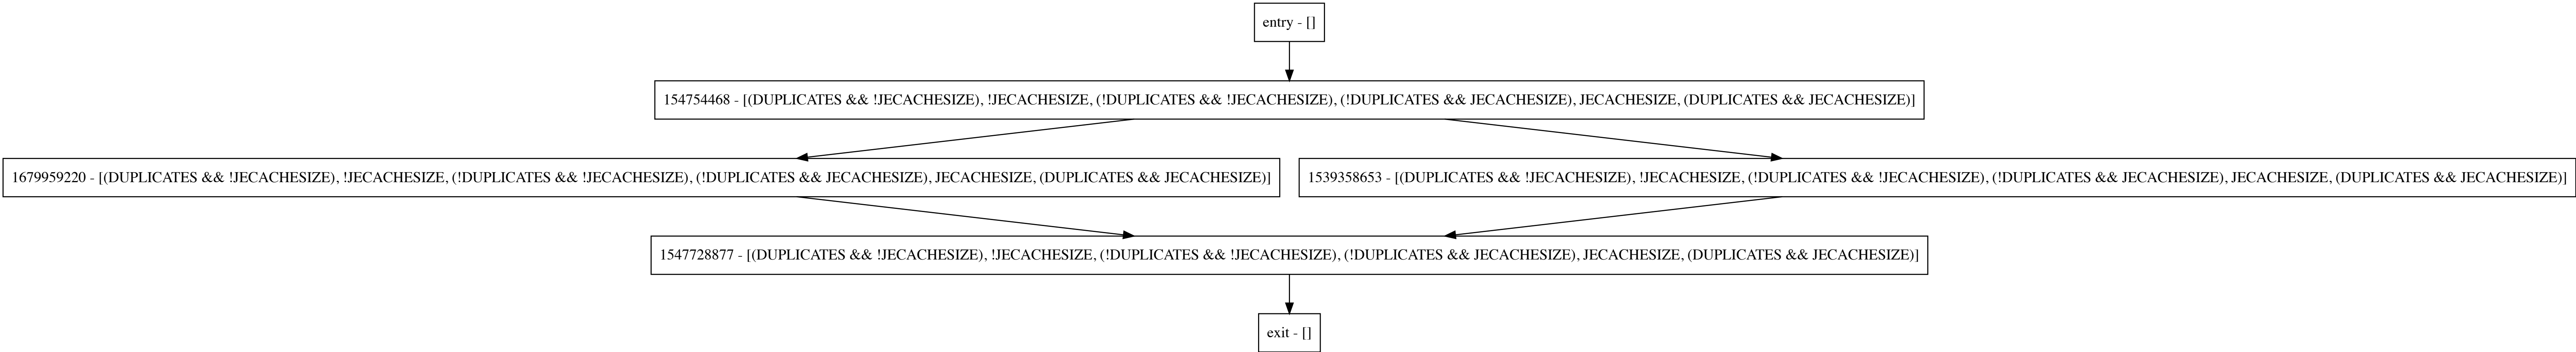 entry - []
154754468 - [(DUPLICATES && !JECACHESIZE), !JECACHESIZE, (!DUPLICATES && !JECACHESIZE), (!DUPLICATES && JECACHESIZE), JECACHESIZE, (DUPLICATES && JECACHESIZE)]
1679959220 - [(DUPLICATES && !JECACHESIZE), !JECACHESIZE, (!DUPLICATES && !JECACHESIZE), (!DUPLICATES && JECACHESIZE), JECACHESIZE, (DUPLICATES && JECACHESIZE)]
1539358653 - [(DUPLICATES && !JECACHESIZE), !JECACHESIZE, (!DUPLICATES && !JECACHESIZE), (!DUPLICATES && JECACHESIZE), JECACHESIZE, (DUPLICATES && JECACHESIZE)]
1547728877 - [(DUPLICATES && !JECACHESIZE), !JECACHESIZE, (!DUPLICATES && !JECACHESIZE), (!DUPLICATES && JECACHESIZE), JECACHESIZE, (DUPLICATES && JECACHESIZE)]
exit - []